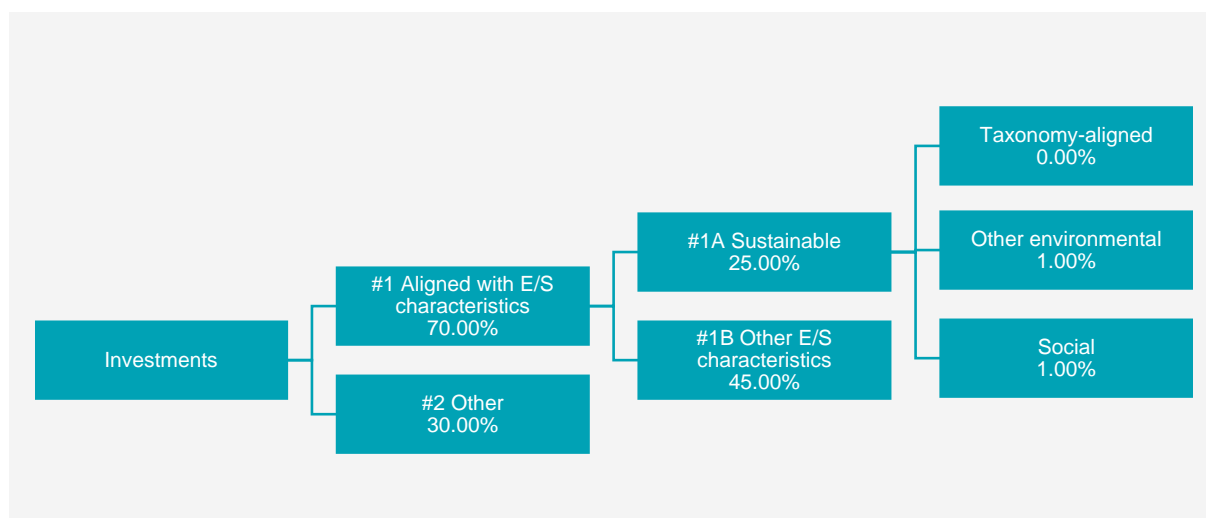 Investments
#1 Aligned with E/S
characteristics
70.00%
#2 Other
30.00%
#1A Sustainable
25.00%
#1B Other E/S
characteristics
45.00%
Taxonomy-aligned
0.00%
Other environmental
1.00%
Social
1.00%